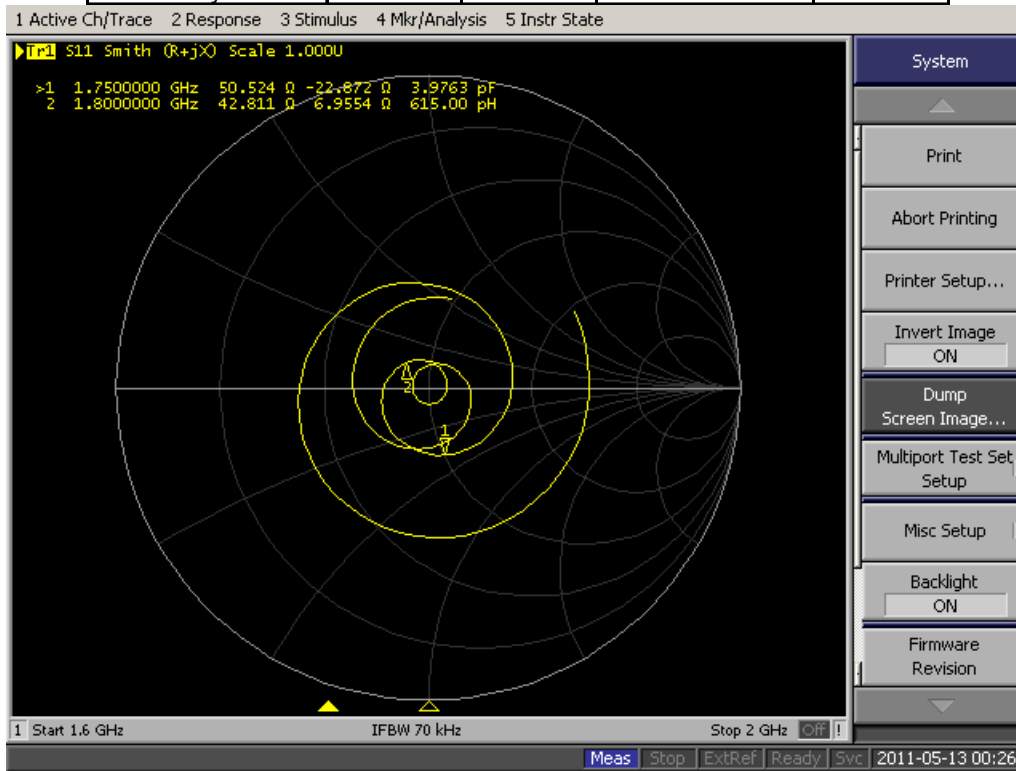 1 Active Ch/Trace 2 Response 3 Stimulus 4 Mkr/Analysis 5 Instr State
Tr1 S11 Smith (R+jX) Scale 1.000U
>1 1.7500000 GHz 50.524 Ω -22.872 Ω 3.9763 pF
2 1.8000000 GHz 42.811 Ω 6.9554 Ω 615.00 pH
2
1
System
Print
Abort Printing
Printer Setup...
Invert Image
ON
Dump
Screen Image...
Multiport Test Set
Setup
Misc Setup
Backlight
ON
Firmware
Revision
1 Start 1.6 GHz IFBW 70 kHz Stop 2 GHz Off !
Meas Stop ExtRef Ready Svc 2011-05-13 00:26